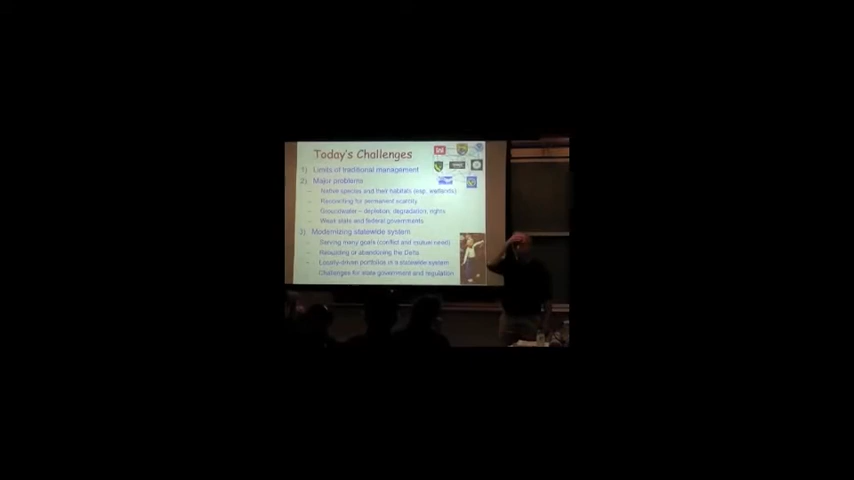 Today's Challenges
1) Limits of traditional management
2) Major problems
– Native species and their habitats (esp. wetlands)
– Reconciling for permanent scarcity
– Groundwater – depletion, degradation, rights
– Weak state and federal governments
3) Modernizing statewide system
– Serving many goals (conflict and mutual need)
– Rebuilding or abandoning the Delta
– Locally-driven portfolios in a statewide system
– Challenges for state government and regulation